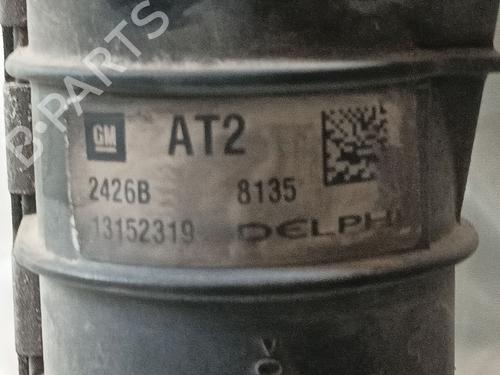 B-PARTS
GM AT2
2426B 8135
13152319 DELPHI